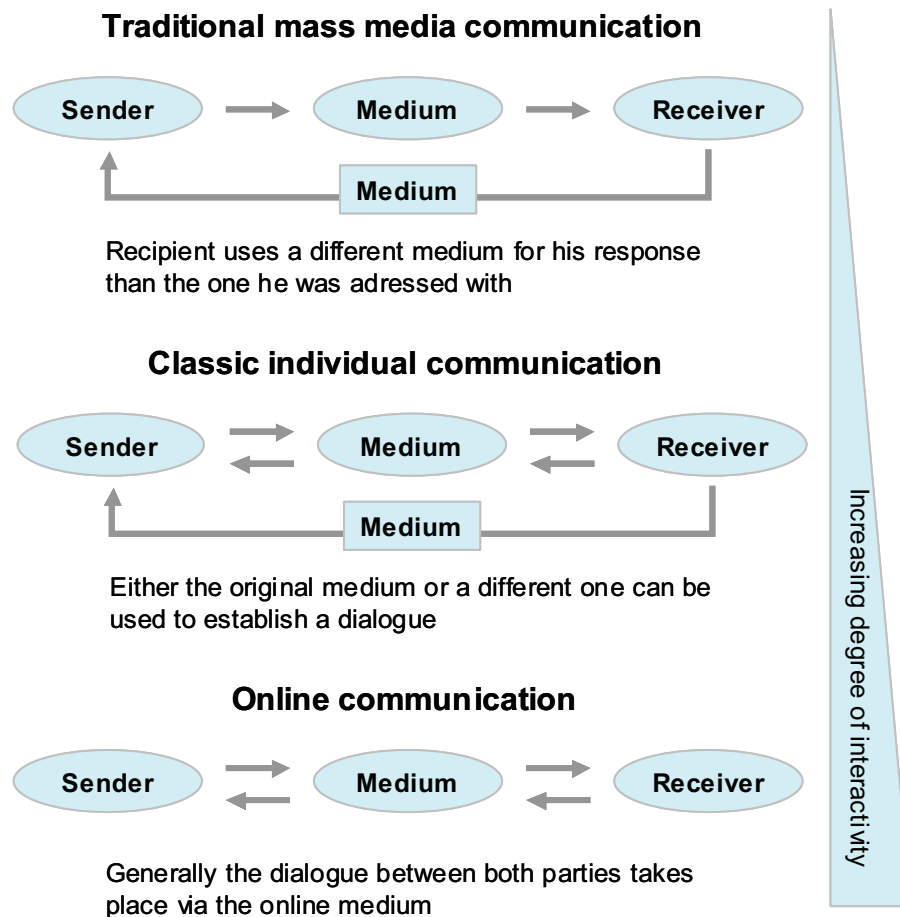 Traditional mass media communication
Sender Medium Receiver
Medium
Recipient uses a different medium for his response
than the one he was adressed with
Classic individual communication
Sender Medium Receiver
Medium
Either the original medium or a different one can be
used to establish a dialogue
Online communication
Sender Medium Receiver
Generally the dialogue between both parties takes
place via the online medium
Increasing degree of interactivity